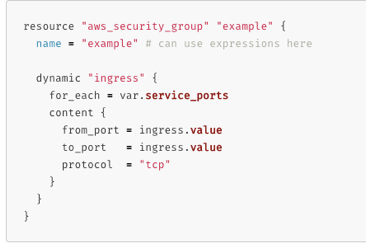 resource "aws_security_group" "example" {
  name = "example" # can use expressions here

  dynamic "ingress" {
    for_each = var.service_ports
    content {
      from_port = ingress.value
      to_port   = ingress.value
      protocol  = "tcp"
    }
  }
}